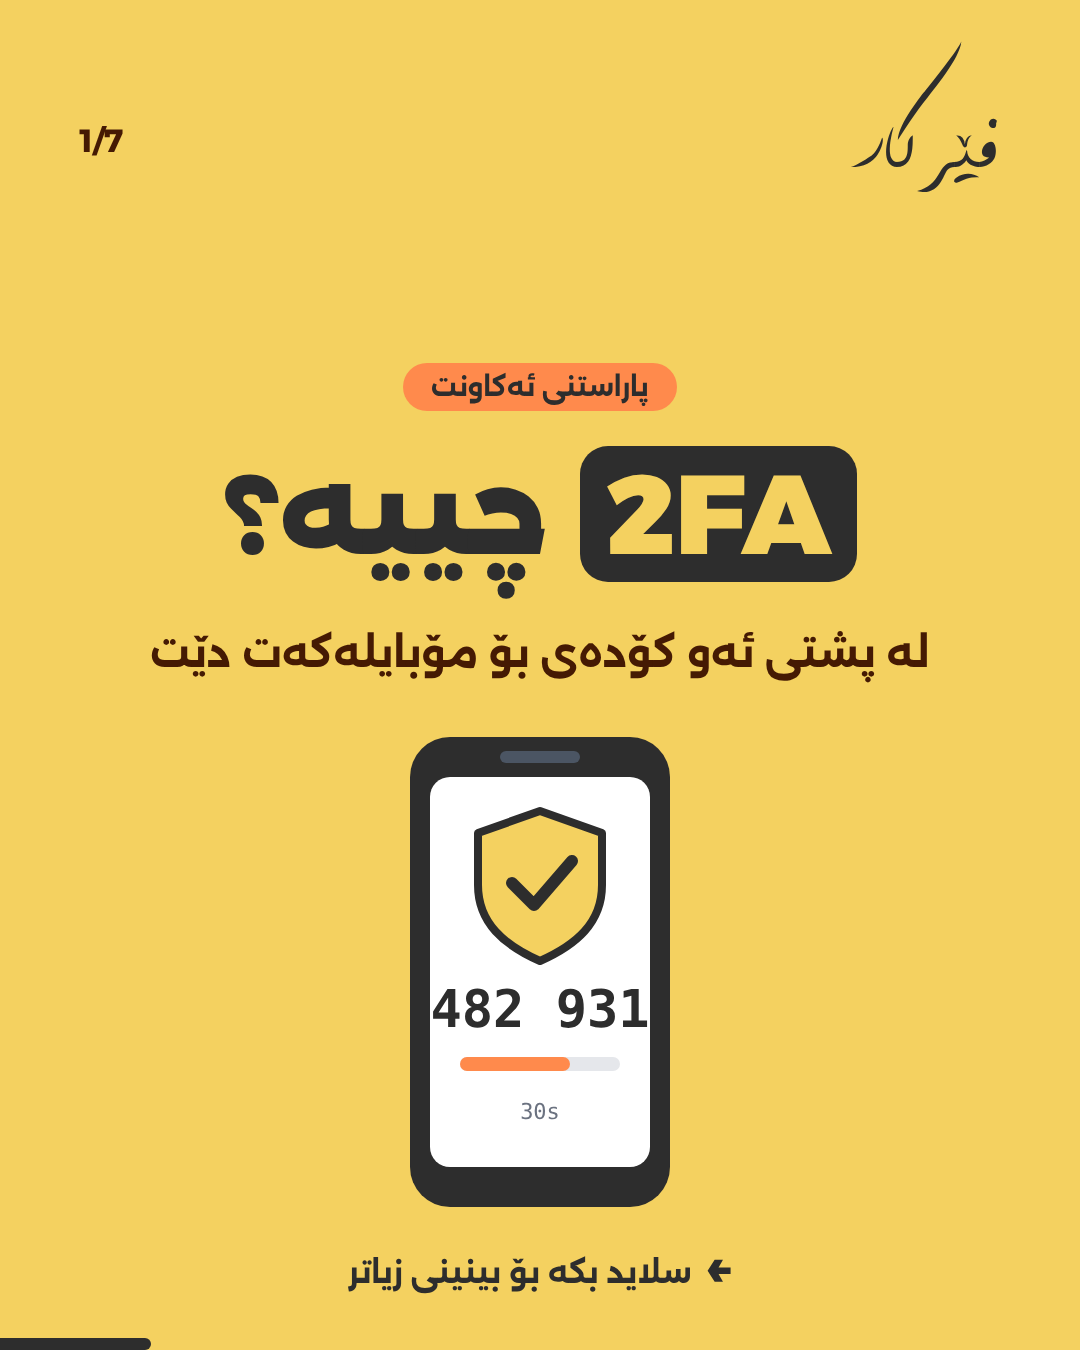 فێرکار
1/7
پاراستنی ئەکاونت
2FA چییە؟
لە پشتی ئەو کۆدەی بۆ مۆبایلەکەت دێت
482 931
30s
← سلاید بکە بۆ بینینی زیاتر